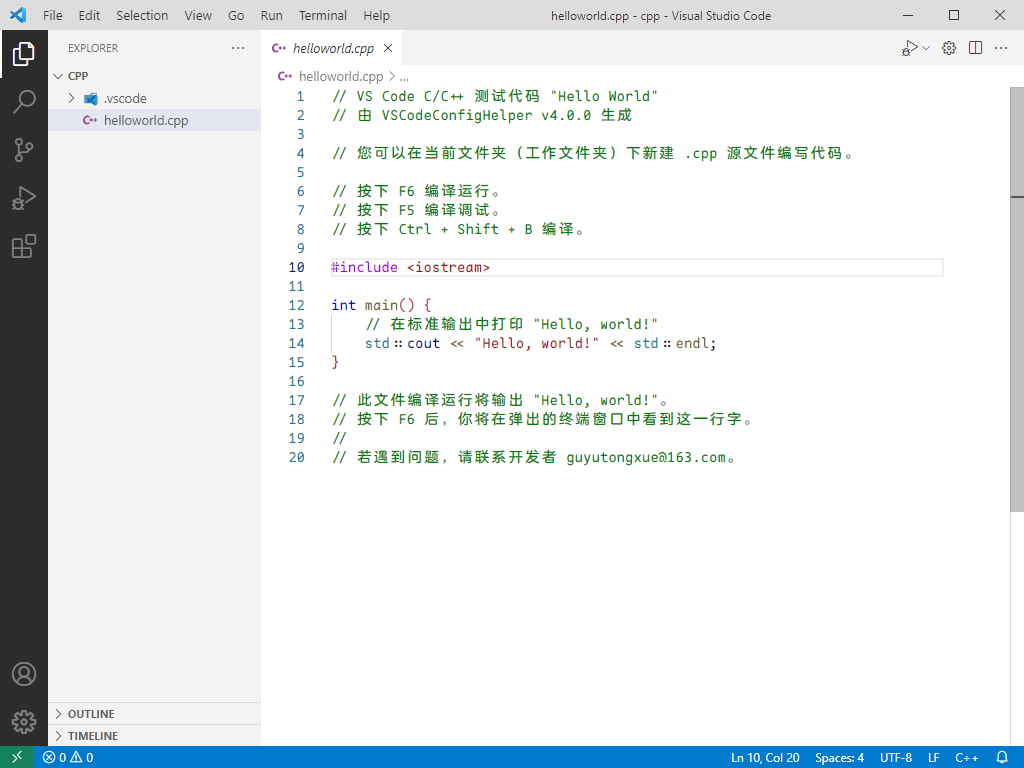 File Edit Selection View Go Run Terminal Help helloworld.cpp - cpp - Visual Studio Code
EXPLORER
CPP
.vscode
helloworld.cpp
OUTLINE
TIMELINE
helloworld.cpp
helloworld.cpp > ...
1 // VS Code C/C++ 测试代码 "Hello World"
2 // 由 VSCodeConfigHelper v4.0.0 生成
3
4 // 您可以在当前文件夹（工作文件夹）下新建 .cpp 源文件编写代码。
5
6 // 按下 F6 编译运行。
7 // 按下 F5 编译调试。
8 // 按下 Ctrl + Shift + B 编译。
9
10 #include <iostream>
11
12 int main() {
13 // 在标准输出中打印 "Hello, world!"
14 std::cout << "Hello, world!" << std::endl;
15 }
16
17 // 此文件编译运行将输出 "Hello, world!"。
18 // 按下 F6 后，你将在弹出的终端窗口中看到这一行字。
19 //
20 // 若遇到问题，请联系开发者 guyutongxue@163.com。
0 0 Ln 10, Col 20 Spaces: 4 UTF-8 LF C++